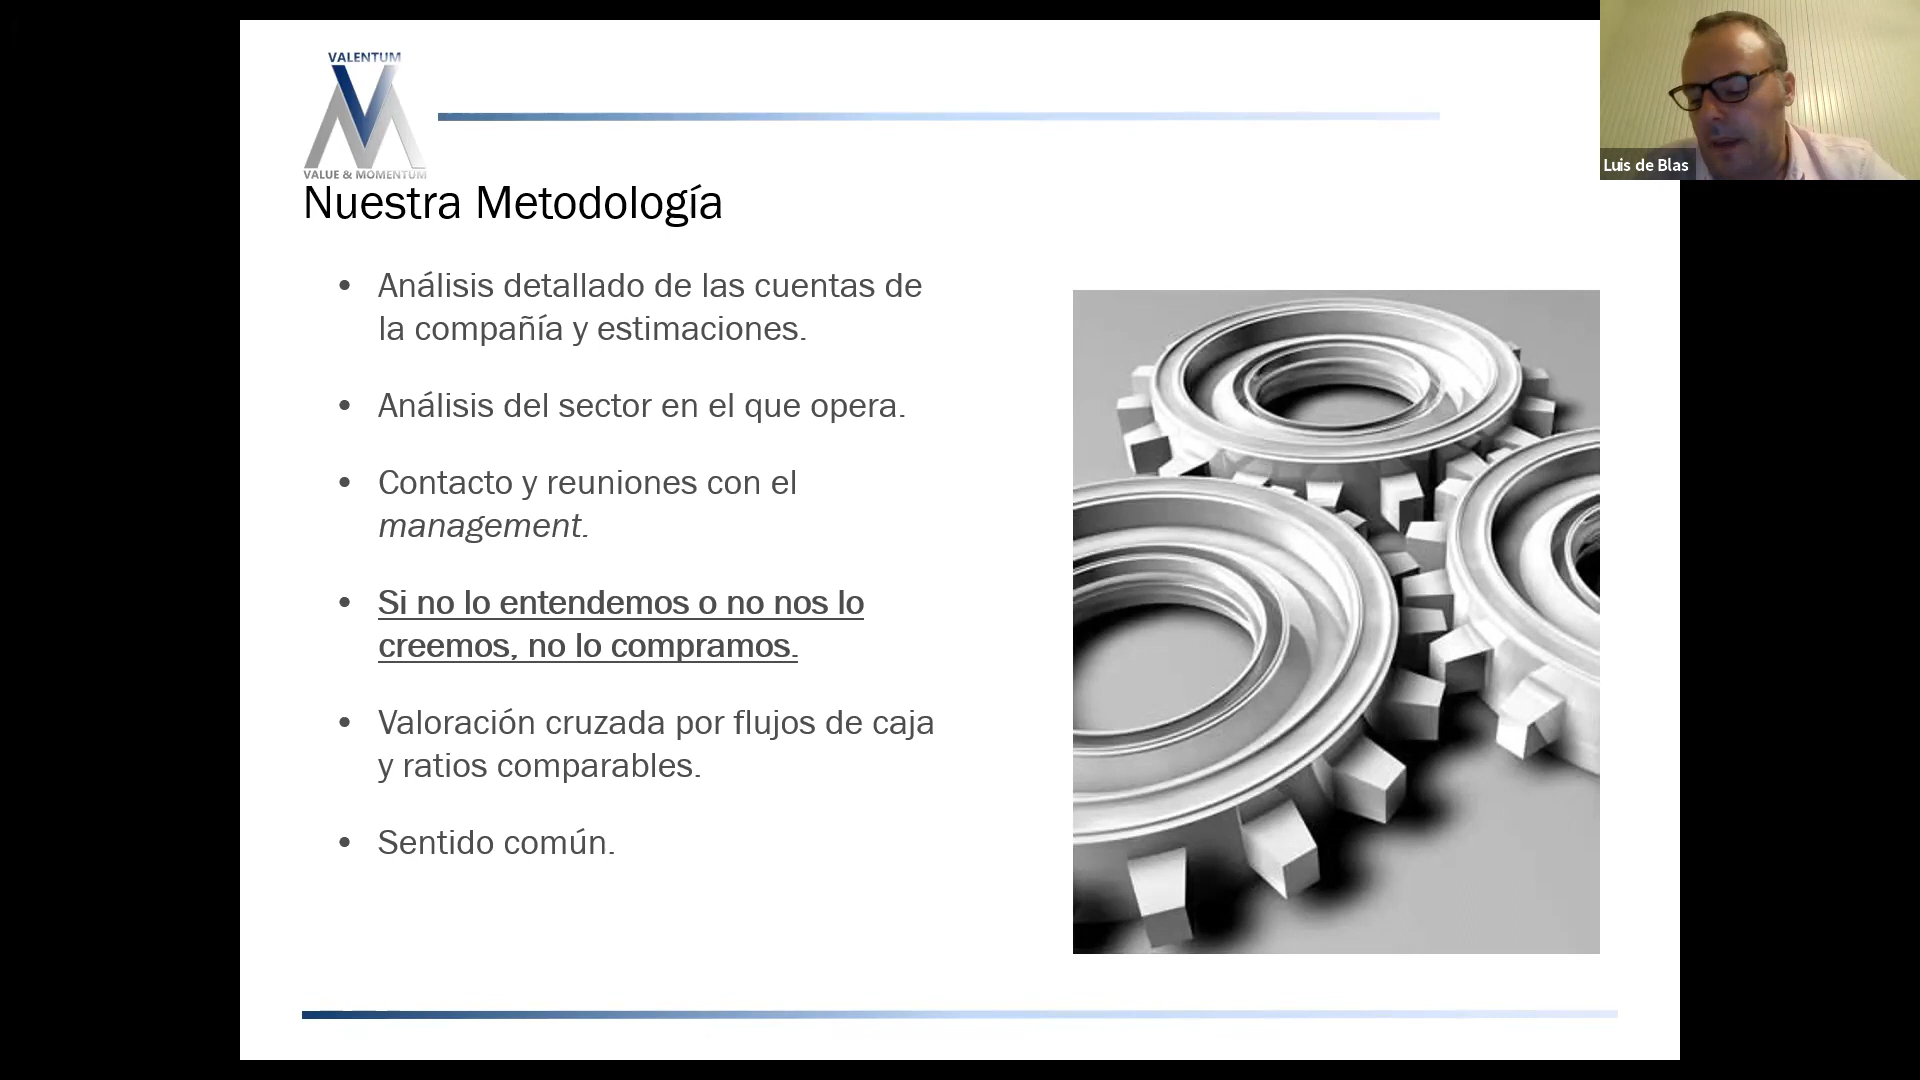 VALENTUM
VALUE & MOMENTUM
Luis de Blas
Nuestra Metodología
• Análisis detallado de las cuentas de
la compañía y estimaciones.
• Análisis del sector en el que opera.
• Contacto y reuniones con el
management.
• Si no lo entendemos o no nos lo
creemos, no lo compramos.
• Valoración cruzada por flujos de caja
y ratios comparables.
• Sentido común.